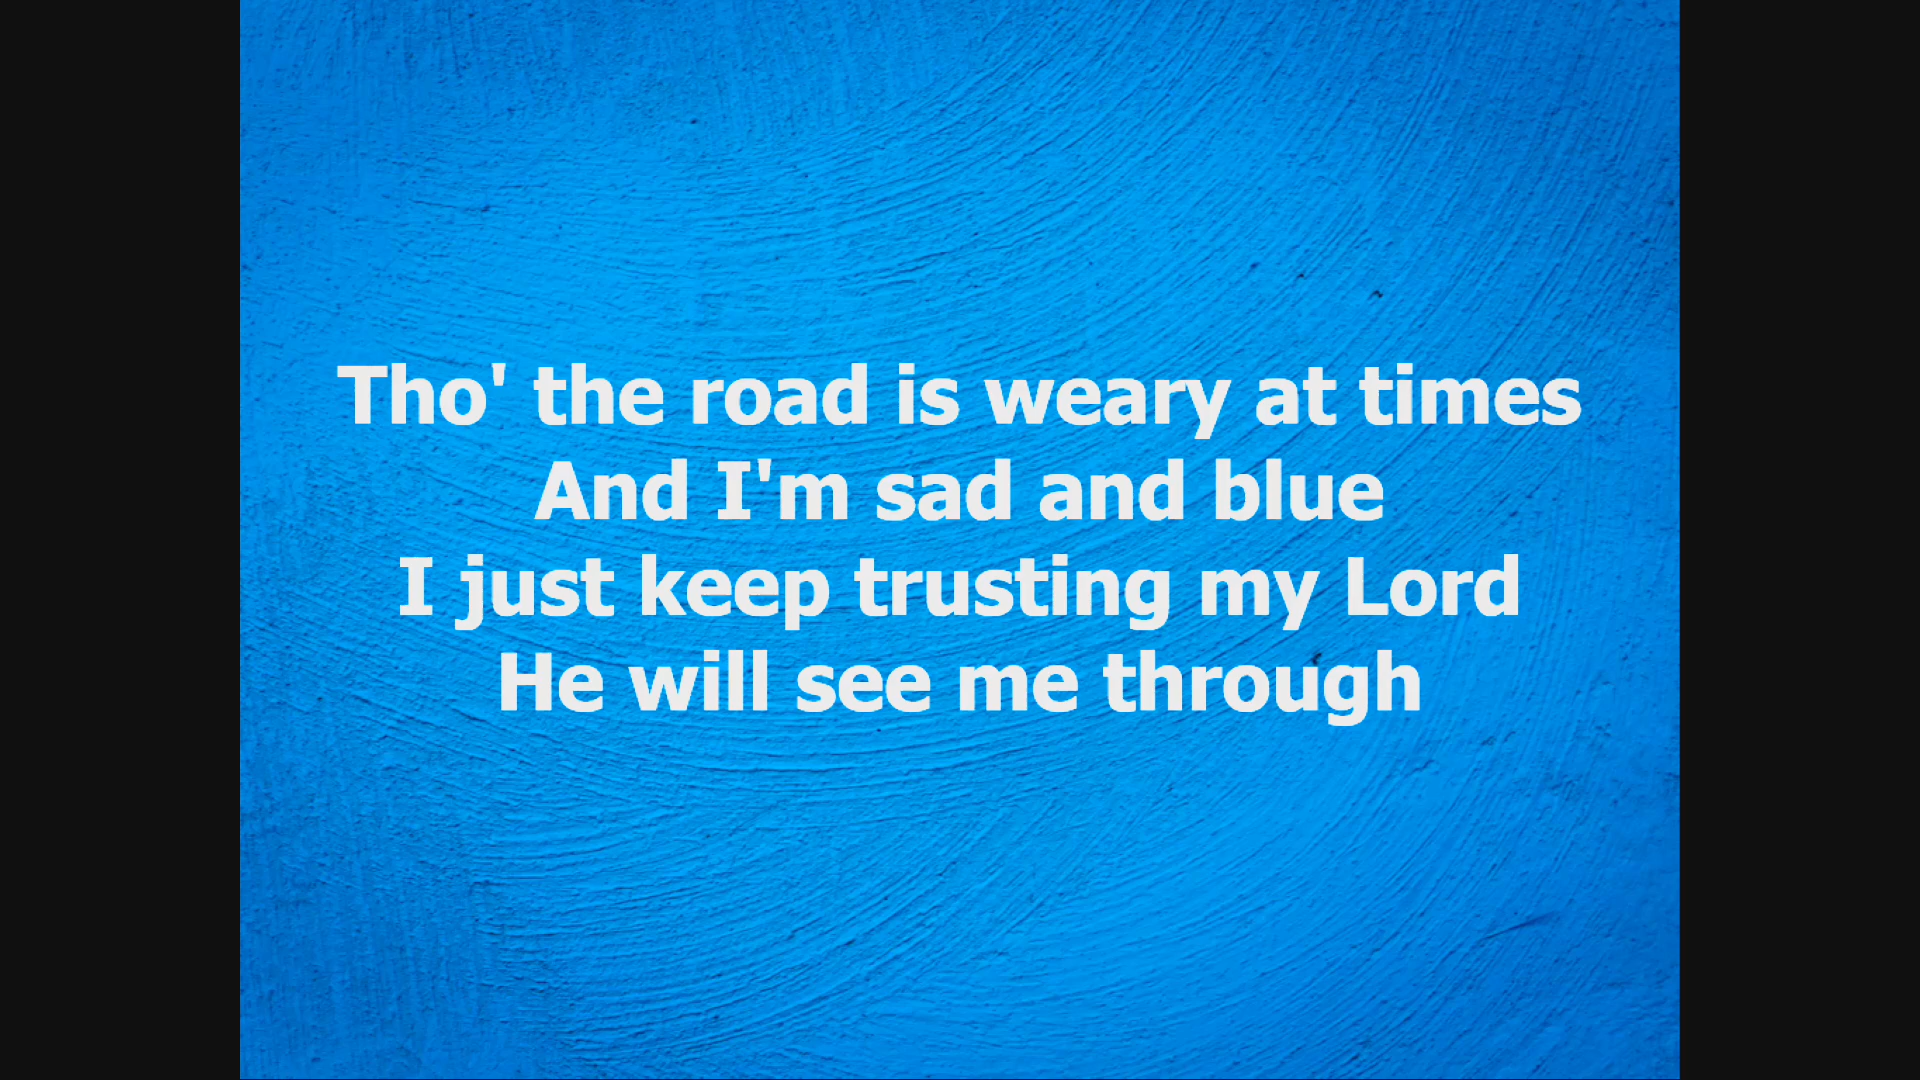 Tho' the road is weary at times
And I'm sad and blue
I just keep trusting my Lord
He will see me through